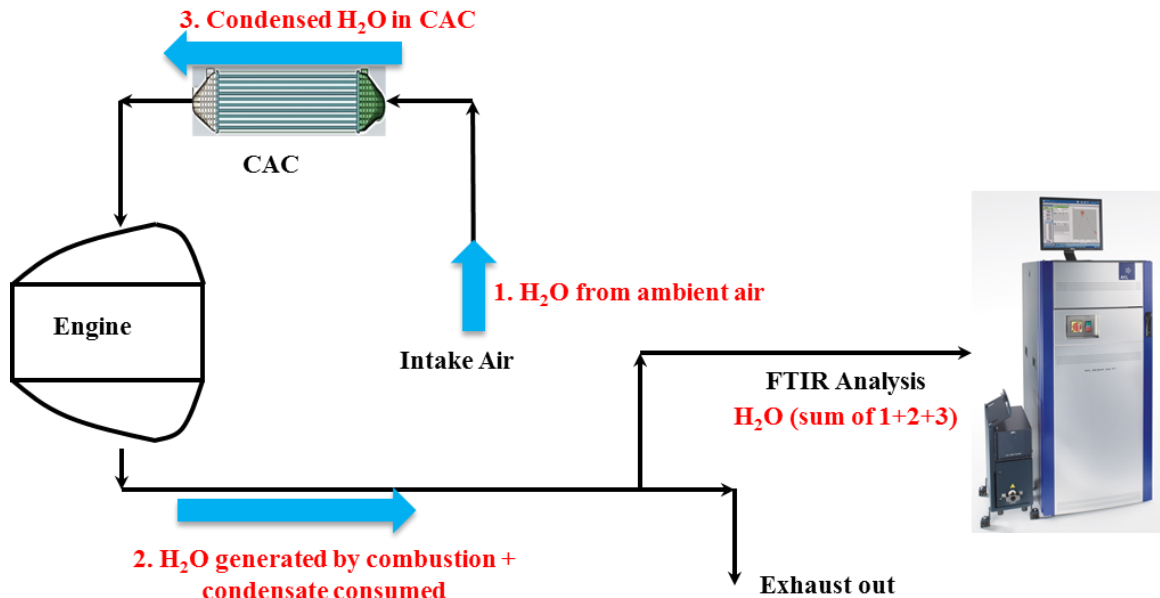 3. Condensed H₂O in CAC
CAC
1. H₂O from ambient air
Engine
Intake Air
FTIR Analysis
H₂O (sum of 1+2+3)
2. H₂O generated by combustion +
condensate consumed
Exhaust out